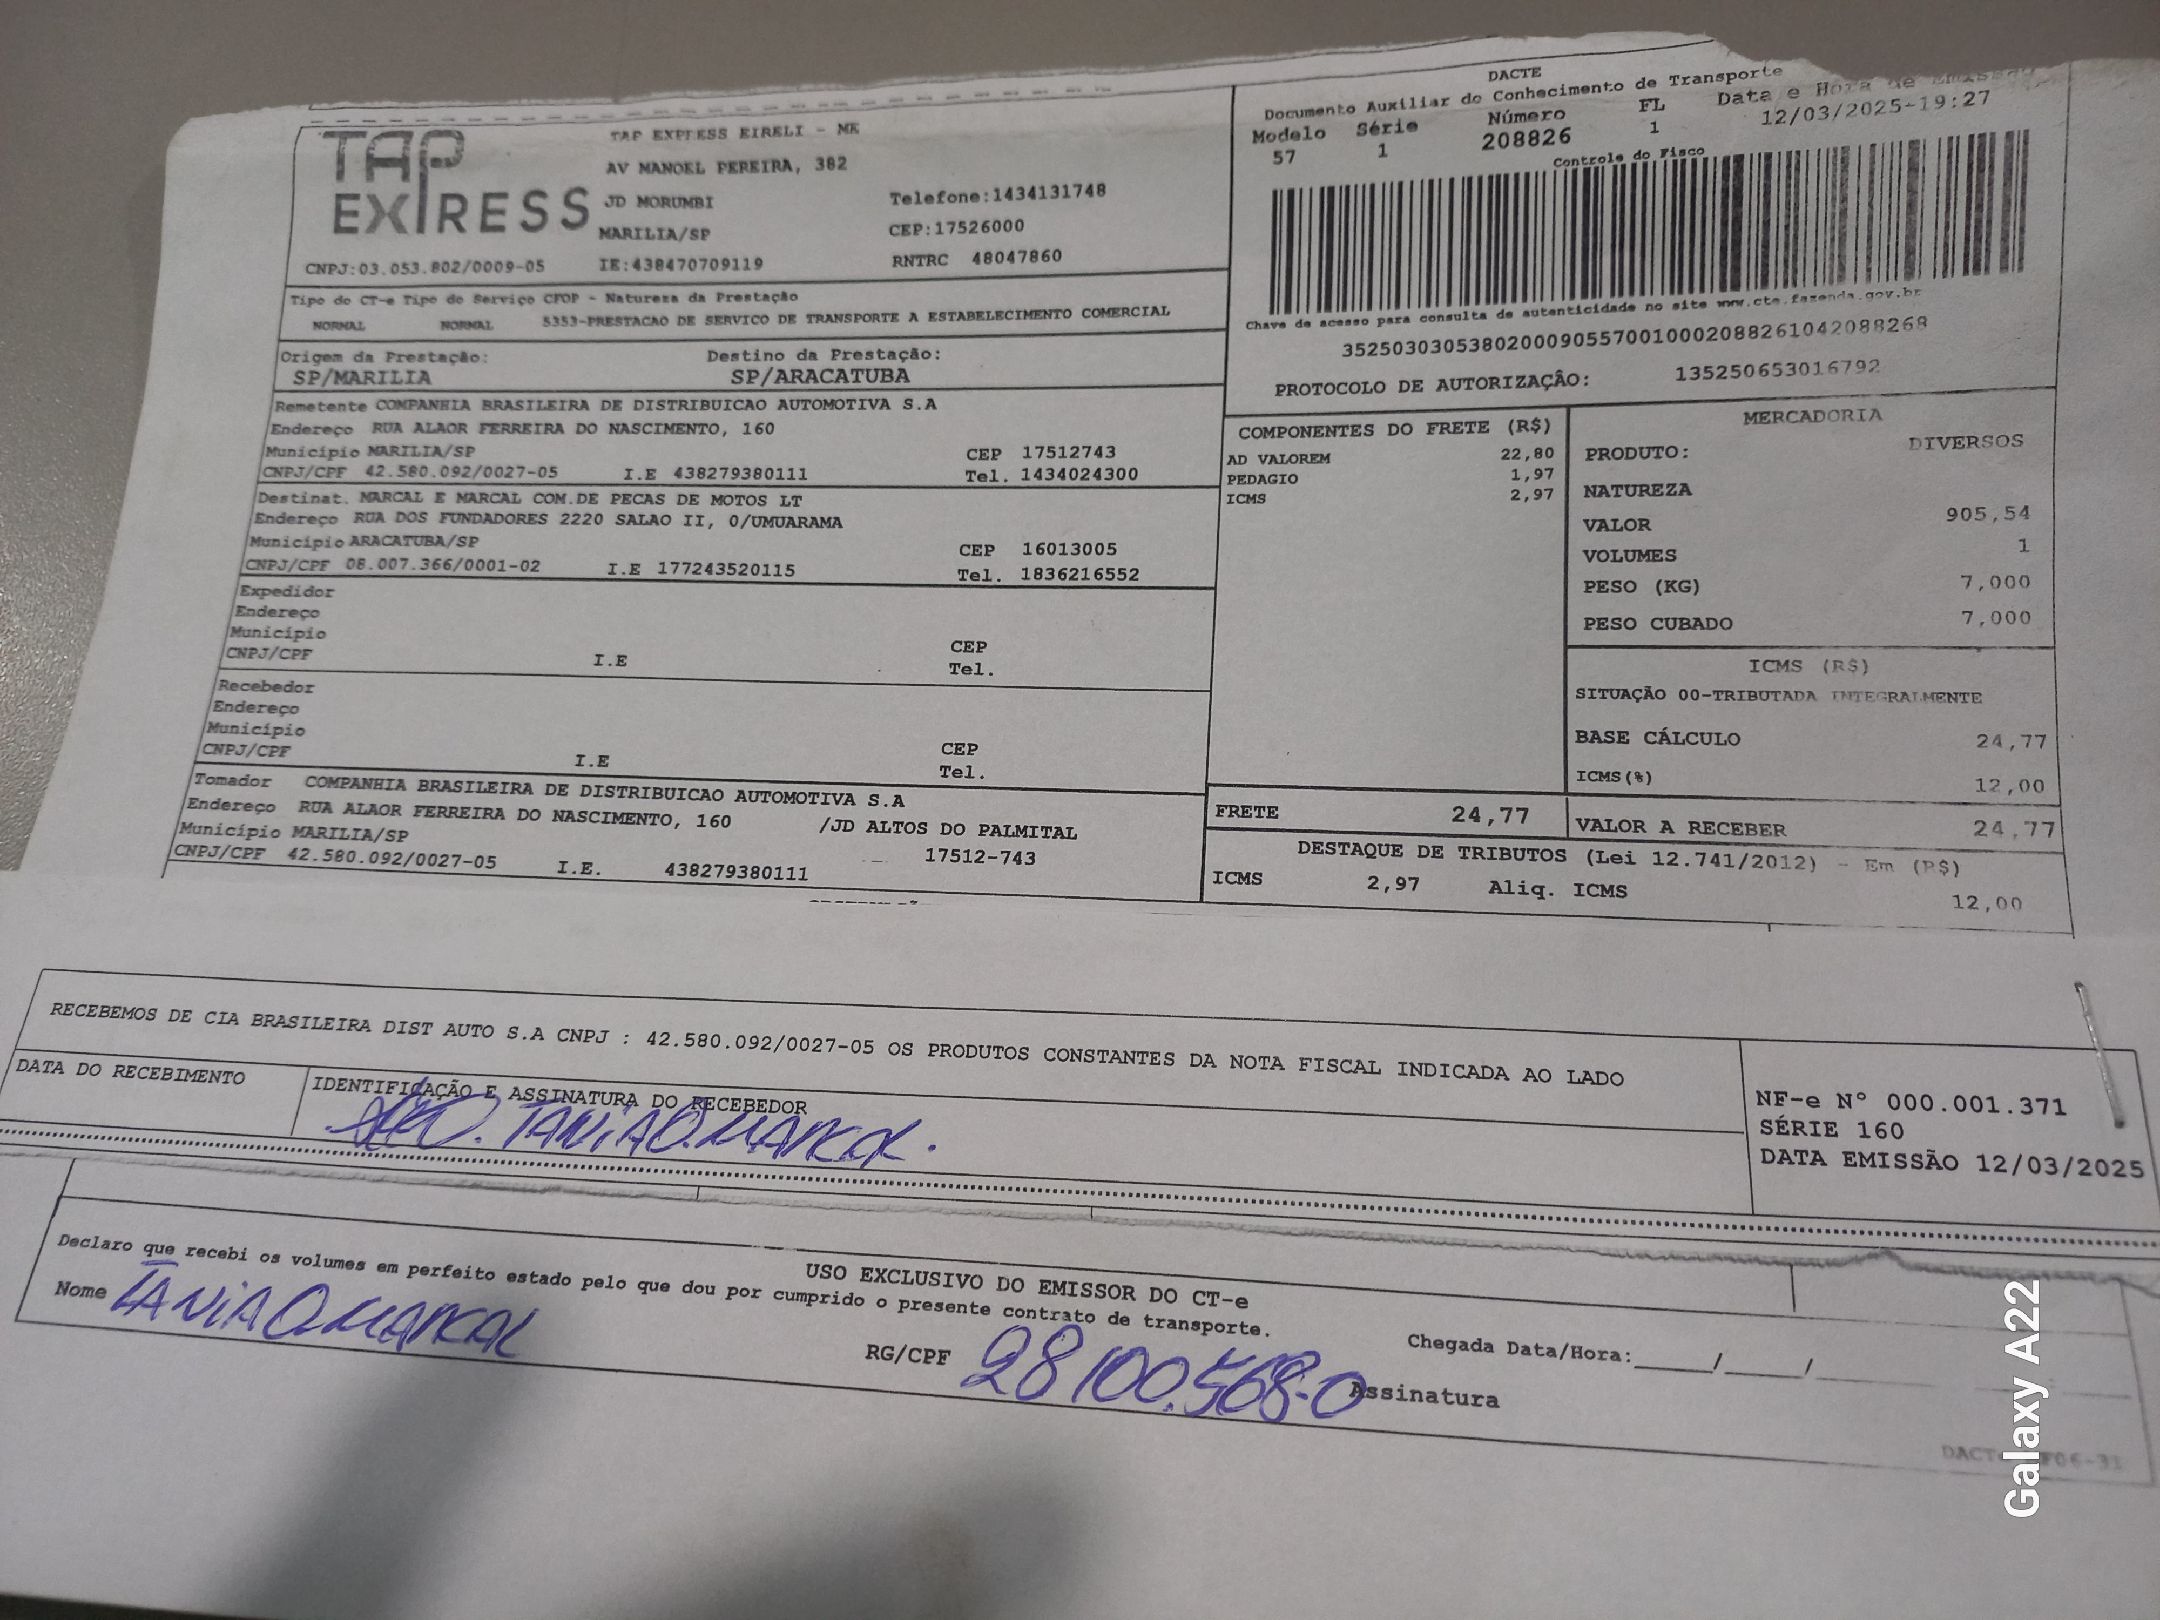 TAP EXPRESS
TAP EXPRESS EIRELI - ME
AV MANOEL PEREIRA, 382
JD MORUMBI Telefone:1434131748
MARILIA/SP CEP:17526000
CNPJ:03.053.802/0009-05 IE:438470709119 RNTRC 48047860
DACTE
Documento Auxiliar do Conhecimento de Transporte
Modelo Série Número FL Data e Hora de Emissão
57 1 208826 1 12/03/2025-19:27
Controle do Fisco
Chave de acesso para consulta de autenticidade no site www.cte.fazenda.gov.br
35250303053802000905570010002088261042088268
PROTOCOLO DE AUTORIZAÇÃO: 135250653016792
Tipo do CT-e Tipo do Serviço CFOP - Natureza da Prestação
NORMAL NORMAL 5353-PRESTACAO DE SERVICO DE TRANSPORTE A ESTABELECIMENTO COMERCIAL
Origem da Prestação: Destino da Prestação:
SP/MARILIA SP/ARACATUBA
Remetente COMPANHIA BRASILEIRA DE DISTRIBUICAO AUTOMOTIVA S.A
Endereço RUA ALAOR FERREIRA DO NASCIMENTO, 160
Município MARILIA/SP CEP 17512743
CNPJ/CPF 42.580.092/0027-05 I.E 438279380111 Tel. 1434024300
Destinat. MARCAL E MARCAL COM.DE PECAS DE MOTOS LT
Endereço RUA DOS FUNDADORES 2220 SALAO II, 0/UMUARAMA
Município ARACATUBA/SP CEP 16013005
CNPJ/CPF 08.007.366/0001-02 I.E 177243520115 Tel. 1836216552
Expedidor
Endereço
Município CEP
CNPJ/CPF I.E Tel.
Recebedor
Endereço
Município CEP
CNPJ/CPF I.E Tel.
Tomador COMPANHIA BRASILEIRA DE DISTRIBUICAO AUTOMOTIVA S.A
Endereço RUA ALAOR FERREIRA DO NASCIMENTO, 160 /JD ALTOS DO PALMITAL
Município MARILIA/SP 17512-743
CNPJ/CPF 42.580.092/0027-05 I.E. 438279380111
COMPONENTES DO FRETE (R$)
AD VALOREM 22,80
PEDAGIO 1,97
ICMS 2,97
MERCADORIA
PRODUTO: DIVERSOS
NATUREZA
VALOR 905,54
VOLUMES 1
PESO (KG) 7,000
PESO CUBADO 7,000
ICMS (R$)
SITUAÇÃO 00-TRIBUTADA INTEGRALMENTE
BASE CÁLCULO 24,77
ICMS(%) 12,00
FRETE 24,77 VALOR A RECEBER 24,77
DESTAQUE DE TRIBUTOS (Lei 12.741/2012) - Em (R$)
ICMS 2,97 Aliq. ICMS 12,00
RECEBEMOS DE CIA BRASILEIRA DIST AUTO S.A CNPJ : 42.580.092/0027-05 OS PRODUTOS CONSTANTES DA NOTA FISCAL INDICADA AO LADO
DATA DO RECEBIMENTO IDENTIFICAÇÃO E ASSINATURA DO RECEBEDOR
TANIA O. MARCAL.
NF-e N° 000.001.371
SÉRIE 160
DATA EMISSÃO 12/03/2025
USO EXCLUSIVO DO EMISSOR DO CT-e
Declaro que recebi os volumes em perfeito estado pelo que dou por cumprido o presente contrato de transporte.
Nome TANIA O. MARCAL RG/CPF 28100.568-0 Chegada Data/Hora:_____/_____/
Assinatura
Galaxy A22